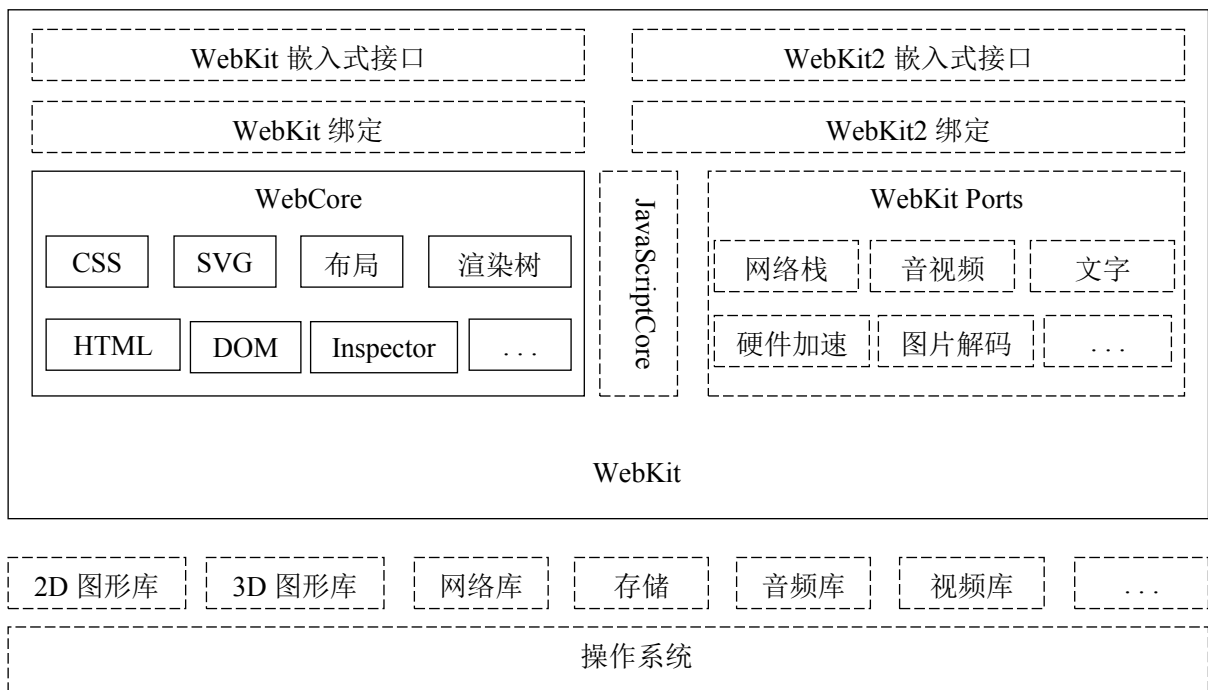 WebKit 嵌入式接口
WebKit2 嵌入式接口
WebKit 绑定
WebKit2 绑定
WebCore
CSS
SVG
布局
渲染树
HTML
DOM
Inspector
...
JavaScriptCore
WebKit Ports
网络栈
音视频
文字
硬件加速
图片解码
...
WebKit
2D 图形库
3D 图形库
网络库
存储
音频库
视频库
...
操作系统